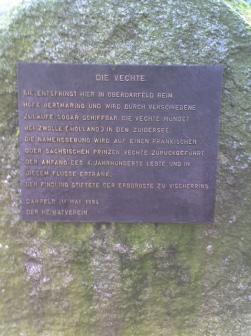 DIE VECHTE
SIE ENTSPRINGT HIER IN OBERDARFELD BEIM
HOFE HERTMARING UND WIRD DURCH VERSCHIEDENE
ZULÄUFE SOGAR SCHIFFBAR. DIE VECHTE MÜNDET
BEI ZWOLLE (HOLLAND) IN DEN ZUIDERSEE.
DIE NAMENSGEBUNG WIRD AUF EINEN FRÄNKISCHEN
ODER SÄCHSISCHEN PRINZEN VECHTE ZURÜCKGEFÜHRT
DER ANFANG DES 4. JAHRHUNDERTS LEBTE UND IN
DIESEM FLUSSE ERTRANK.
DEN FINDLING STIFTETE DER ERBDROSTE ZU VISCHERING
DARFELD IM MAI
DER HEIMATVEREIN